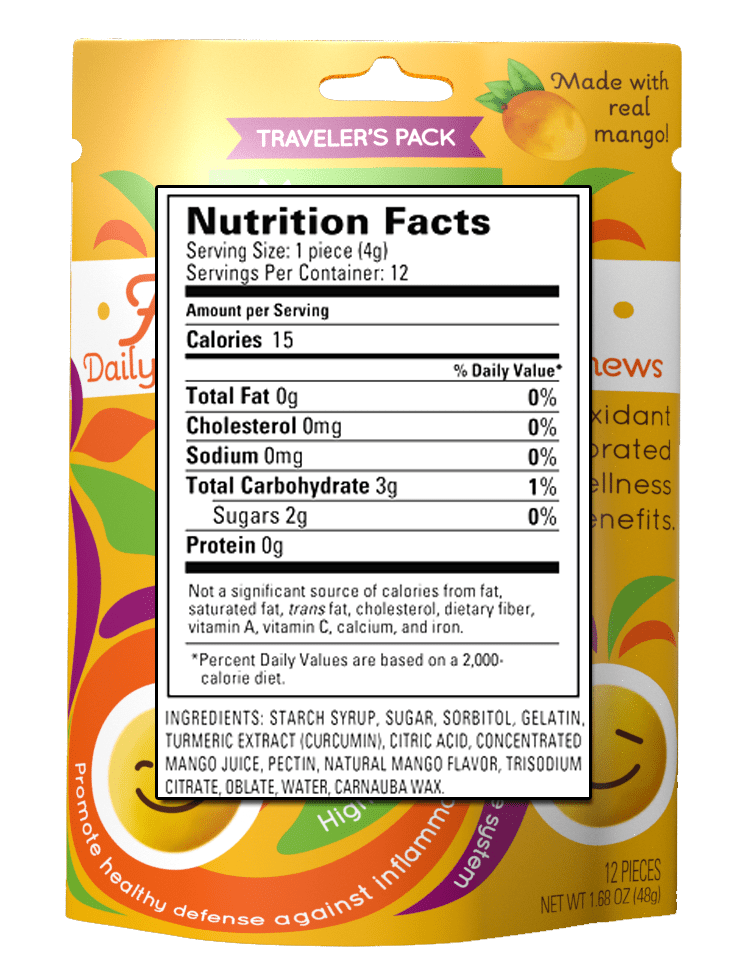 TRAVELER'S PACK
Made with
real
mango!
Daily
hews
Nutrition Facts
Serving Size: 1 piece (4g)
Servings Per Container: 12
Amount per Serving
Calories 15
% Daily Value*
Total Fat 0g 0%
Cholesterol 0mg 0%
Sodium 0mg 0%
Total Carbohydrate 3g 1%
Sugars 2g 0%
Protein 0g
Not a significant source of calories from fat,
saturated fat, trans fat, cholesterol, dietary fiber,
vitamin A, vitamin C, calcium, and iron.
*Percent Daily Values are based on a 2,000-
calorie diet.
INGREDIENTS: STARCH SYRUP, SUGAR, SORBITOL, GELATIN,
TURMERIC EXTRACT (CURCUMIN), CITRIC ACID, CONCENTRATED
MANGO JUICE, PECTIN, NATURAL MANGO FLAVOR, TRISODIUM
CITRATE, OBLATE, WATER, CARNAUBA WAX.
xidant
orated
ellness
enefits.
Promote healthy defense against inflamm
High
e system
12 PIECES
NET WT 1.68 OZ (48g)